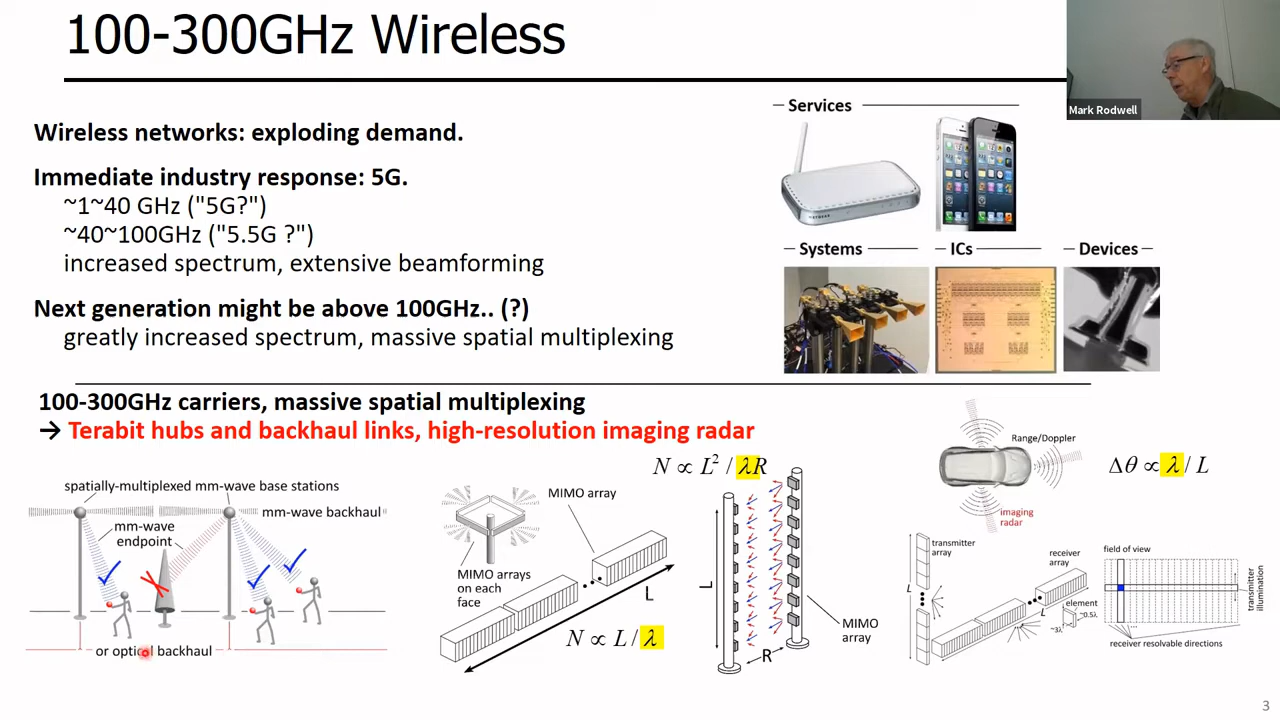 100-300GHz Wireless
Mark Rodwell
Wireless networks: exploding demand.
Immediate industry response: 5G.
~1~40 GHz ("5G?")
~40~100GHz ("5.5G ?")
increased spectrum, extensive beamforming
Next generation might be above 100GHz.. (?)
greatly increased spectrum, massive spatial multiplexing
Services
NETGEAR
Systems
ICs
Devices
100-300GHz carriers, massive spatial multiplexing
→ Terabit hubs and backhaul links, high-resolution imaging radar
spatially-multiplexed mm-wave base stations
mm-wave backhaul
mm-wave
endpoint
or optical backhaul
MIMO array
MIMO arrays
on each
face
L
N ∝ L / λ
N ∝ L² / λR
L
R
MIMO
array
Range/Doppler
imaging
radar
Δθ ∝ λ / L
transmitter
array
L
receiver
array
L
element
~0.5λ
~3λ
field of view
transmitter
illumination
receiver resolvable directions
3